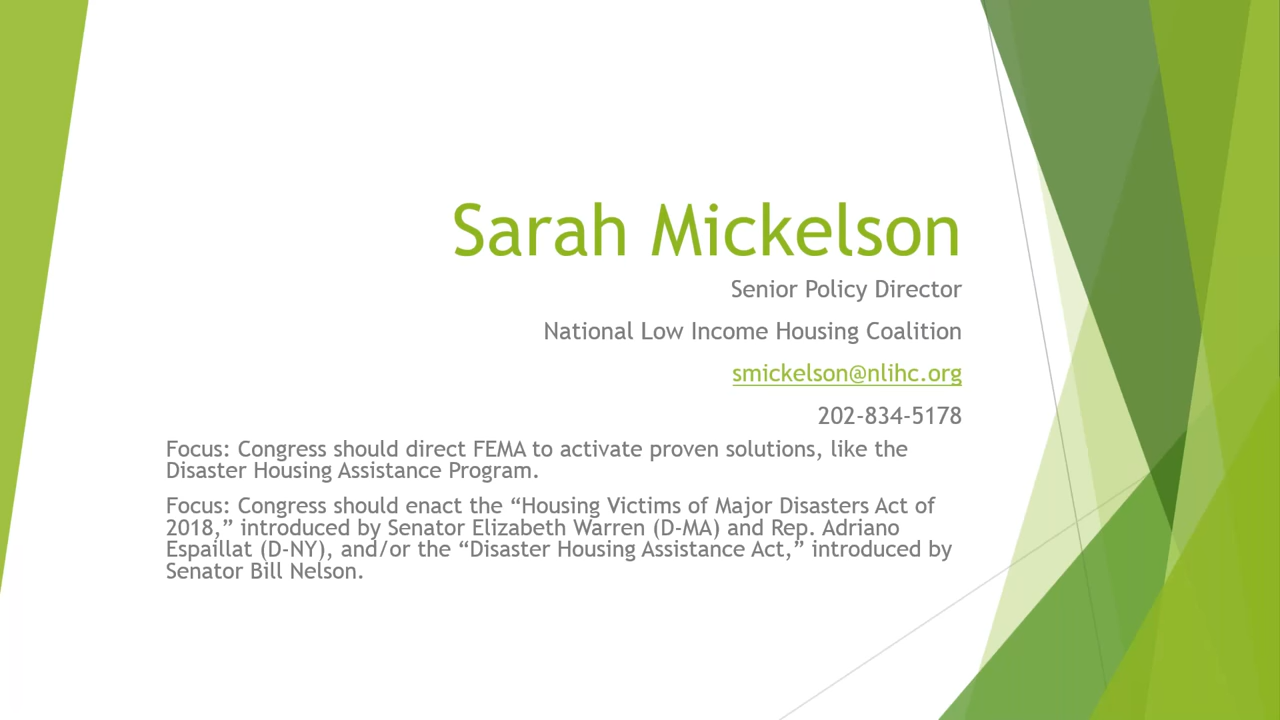 Sarah Mickelson
Senior Policy Director
National Low Income Housing Coalition
smickelson@nlihc.org
202-834-5178
Focus: Congress should direct FEMA to activate proven solutions, like the
Disaster Housing Assistance Program.
Focus: Congress should enact the “Housing Victims of Major Disasters Act of
2018,” introduced by Senator Elizabeth Warren (D-MA) and Rep. Adriano
Espaillat (D-NY), and/or the “Disaster Housing Assistance Act,” introduced by
Senator Bill Nelson.